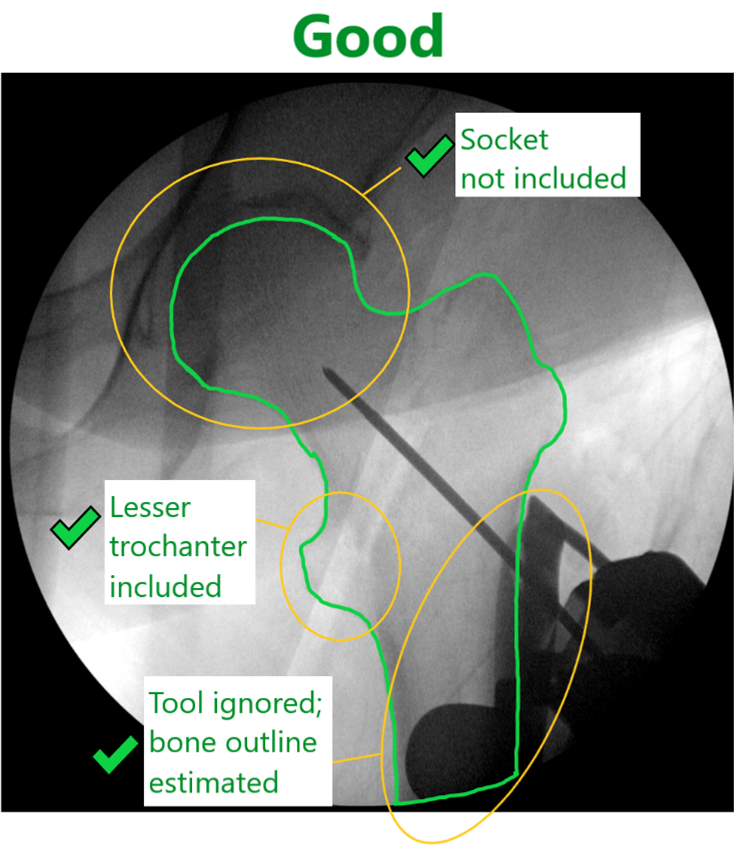 Good
Socket
not included
Lesser
trochanter
included
Tool ignored;
bone outline
estimated